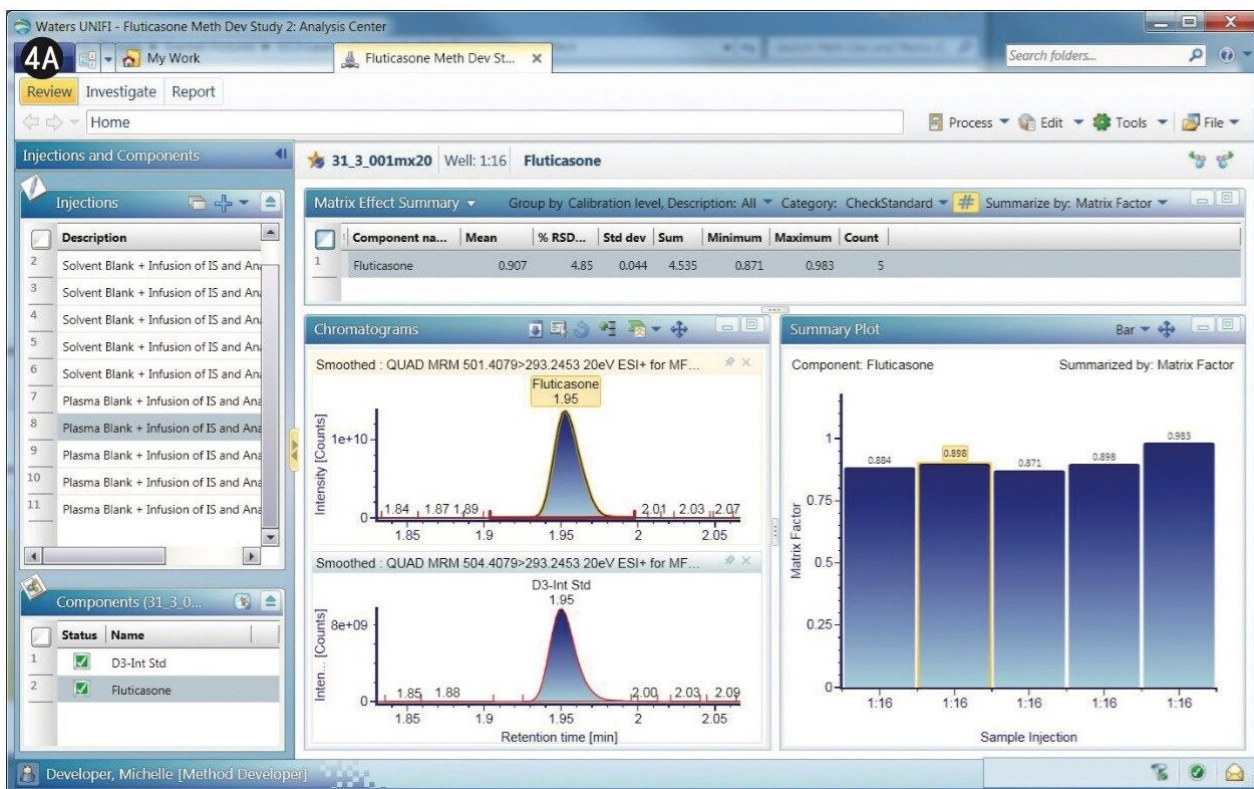 Waters UNIFI - Fluticasone Meth Dev Study 2: Analysis Center
4A
My Work
Fluticasone Meth Dev St...
Search folders...
Review Investigate Report
Home
Process Edit Tools File
Injections and Components
31_3_001mx20 Well: 1:16 Fluticasone
Injections
Description
2 Solvent Blank + Infusion of IS and Ana
3 Solvent Blank + Infusion of IS and Ana
4 Solvent Blank + Infusion of IS and Ana
5 Solvent Blank + Infusion of IS and Ana
6 Solvent Blank + Infusion of IS and Ana
7 Plasma Blank + Infusion of IS and Ana
8 Plasma Blank + Infusion of IS and Ana
9 Plasma Blank + Infusion of IS and Ana
10 Plasma Blank + Infusion of IS and Ana
11 Plasma Blank + Infusion of IS and Ana
Components (31_3_0...
Status Name
1 D3-Int Std
2 Fluticasone
Matrix Effect Summary Group by Calibration level, Description: All Category: CheckStandard # Summarize by: Matrix Factor
Component na... Mean % RSD... Std dev Sum Minimum Maximum Count
1 Fluticasone 0.907 4.85 0.044 4.535 0.871 0.983 5
Chromatograms
Smoothed : QUAD MRM 501.4079>293.2453 20eV ESI+ for MF...
Fluticasone
1.95
Intensity [Counts]
1e+10
0
1.84 1.87 1.89 2.01 2.03 2.07
1.85 1.9 1.95 2 2.05
Smoothed : QUAD MRM 504.4079>293.2453 20eV ESI+ for MF...
D3-Int Std
1.95
Inten... [Counts]
8e+09
0
1.85 1.88 2.00 2.03 2.09
1.85 1.9 1.95 2 2.05
Retention time [min]
Summary Plot Bar
Component: Fluticasone Summarized by: Matrix Factor
Matrix Factor
1
0.75
0.5
0.25
0
0.884 0.898 0.871 0.898 0.983
1:16 1:16 1:16 1:16 1:16
Sample Injection
Developer, Michelle [Method Developer]